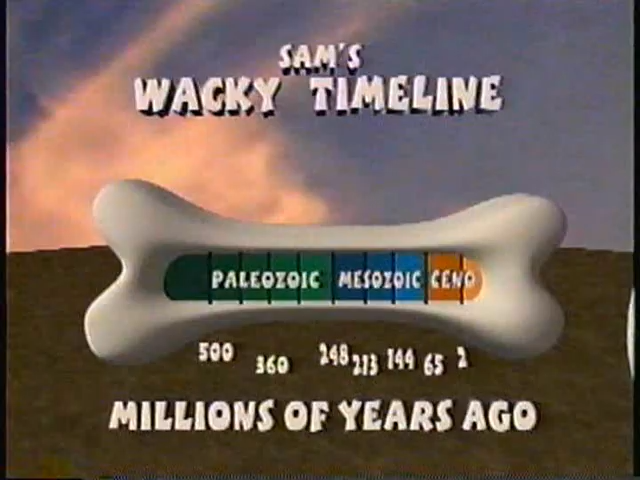 SAM'S
WACKY TIMELINE
PALEOZOIC MESOZOIC CENO
500 360 248 213 144 65 2
MILLIONS OF YEARS AGO